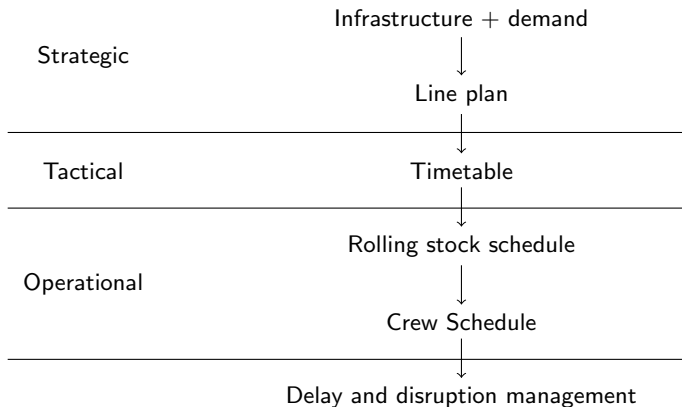 Infrastructure + demand
Strategic
Line plan
Tactical
Timetable
Rolling stock schedule
Operational
Crew Schedule
Delay and disruption management